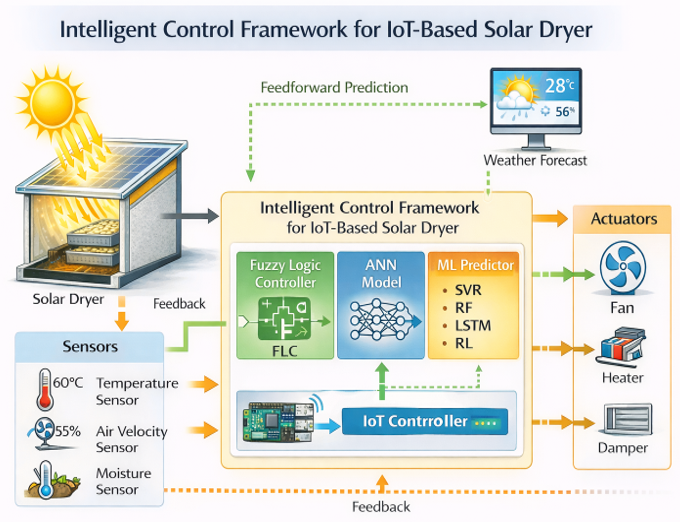 Intelligent Control Framework for IoT-Based Solar Dryer
Feedforward Prediction
28°c
56%
Weather Forecast
Intelligent Control Framework
for IoT-Based Solar Dryer
Actuators
Fuzzy Logic
Controller
FLC
ANN
Model
ML Predictor
• SVR
• RF
• LSTM
• RL
Solar Dryer
Feedback
Fan
Sensors
60°C
Temperature
Sensor
55%
Air Velocity
Sensor
Moisture
Sensor
IoT Contrroller
Heater
Damper
Feedback